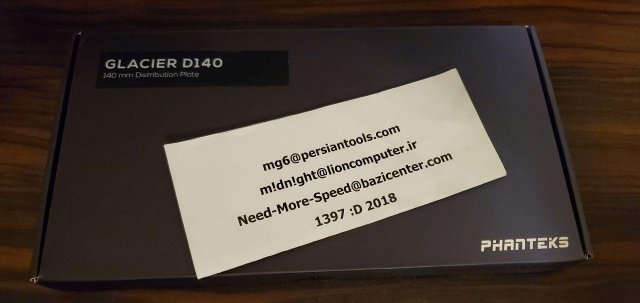 GLACIER D140
140 mm Distribution Plate
mg6@persiantools.com
m!dn!ght@lioncomputer.ir
Need-More-Speed@bazicenter.com
1397 :D 2018
PHANTEKS